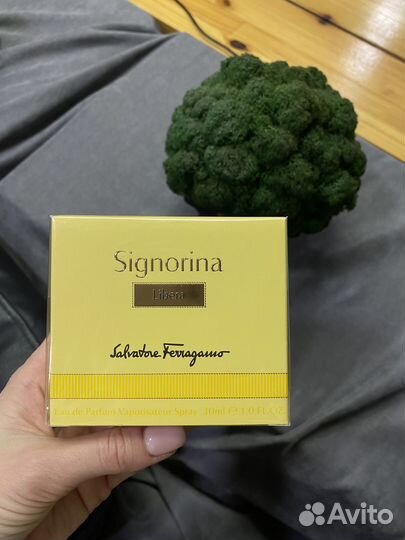 Signorina
Libera
Salvatore Ferragamo
Eau de Parfum Vaporisateur Spray 30ml ℮ 1.0 FL.OZ.
Avito